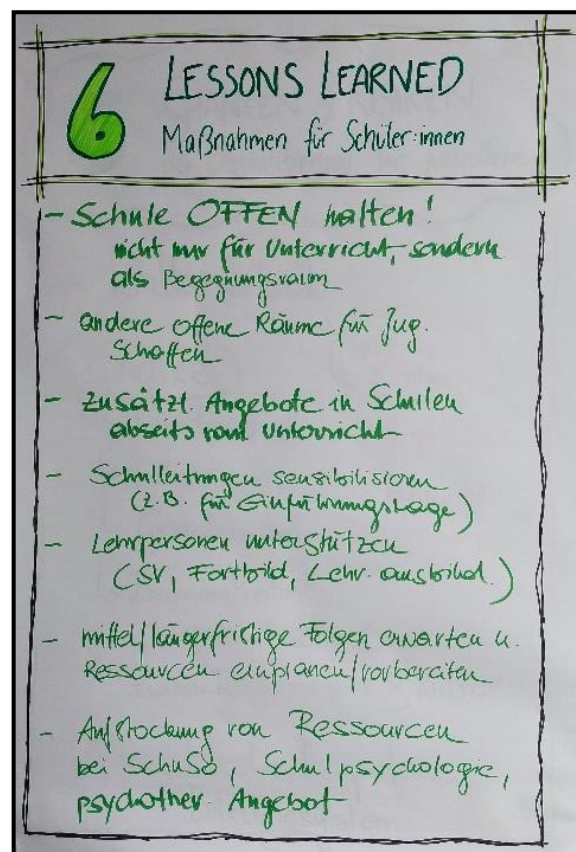 6
LESSONS LEARNED
Maßnahmen für Schüler:innen
- Schule OFFEN halten!
nicht nur für Unterricht, sondern
als Begegnungsraum
- andere offene Räume für Jug.
Schaffen
- zusätzl. Angebote in Schulen
abseits vom Unterricht
- Schulleitungen sensibilisieren
(z.B. für Einführungstage)
- Lehrpersonen unterstützen
(SV, Fortbild, Lehr. ausbild.)
- mittel/längerfristige Folgen erwarten u.
Ressourcen einplanen/vorbereiten
- Aufstockung von Ressourcen
bei SchuSo, Schulpsychologie,
psychother. Angebot